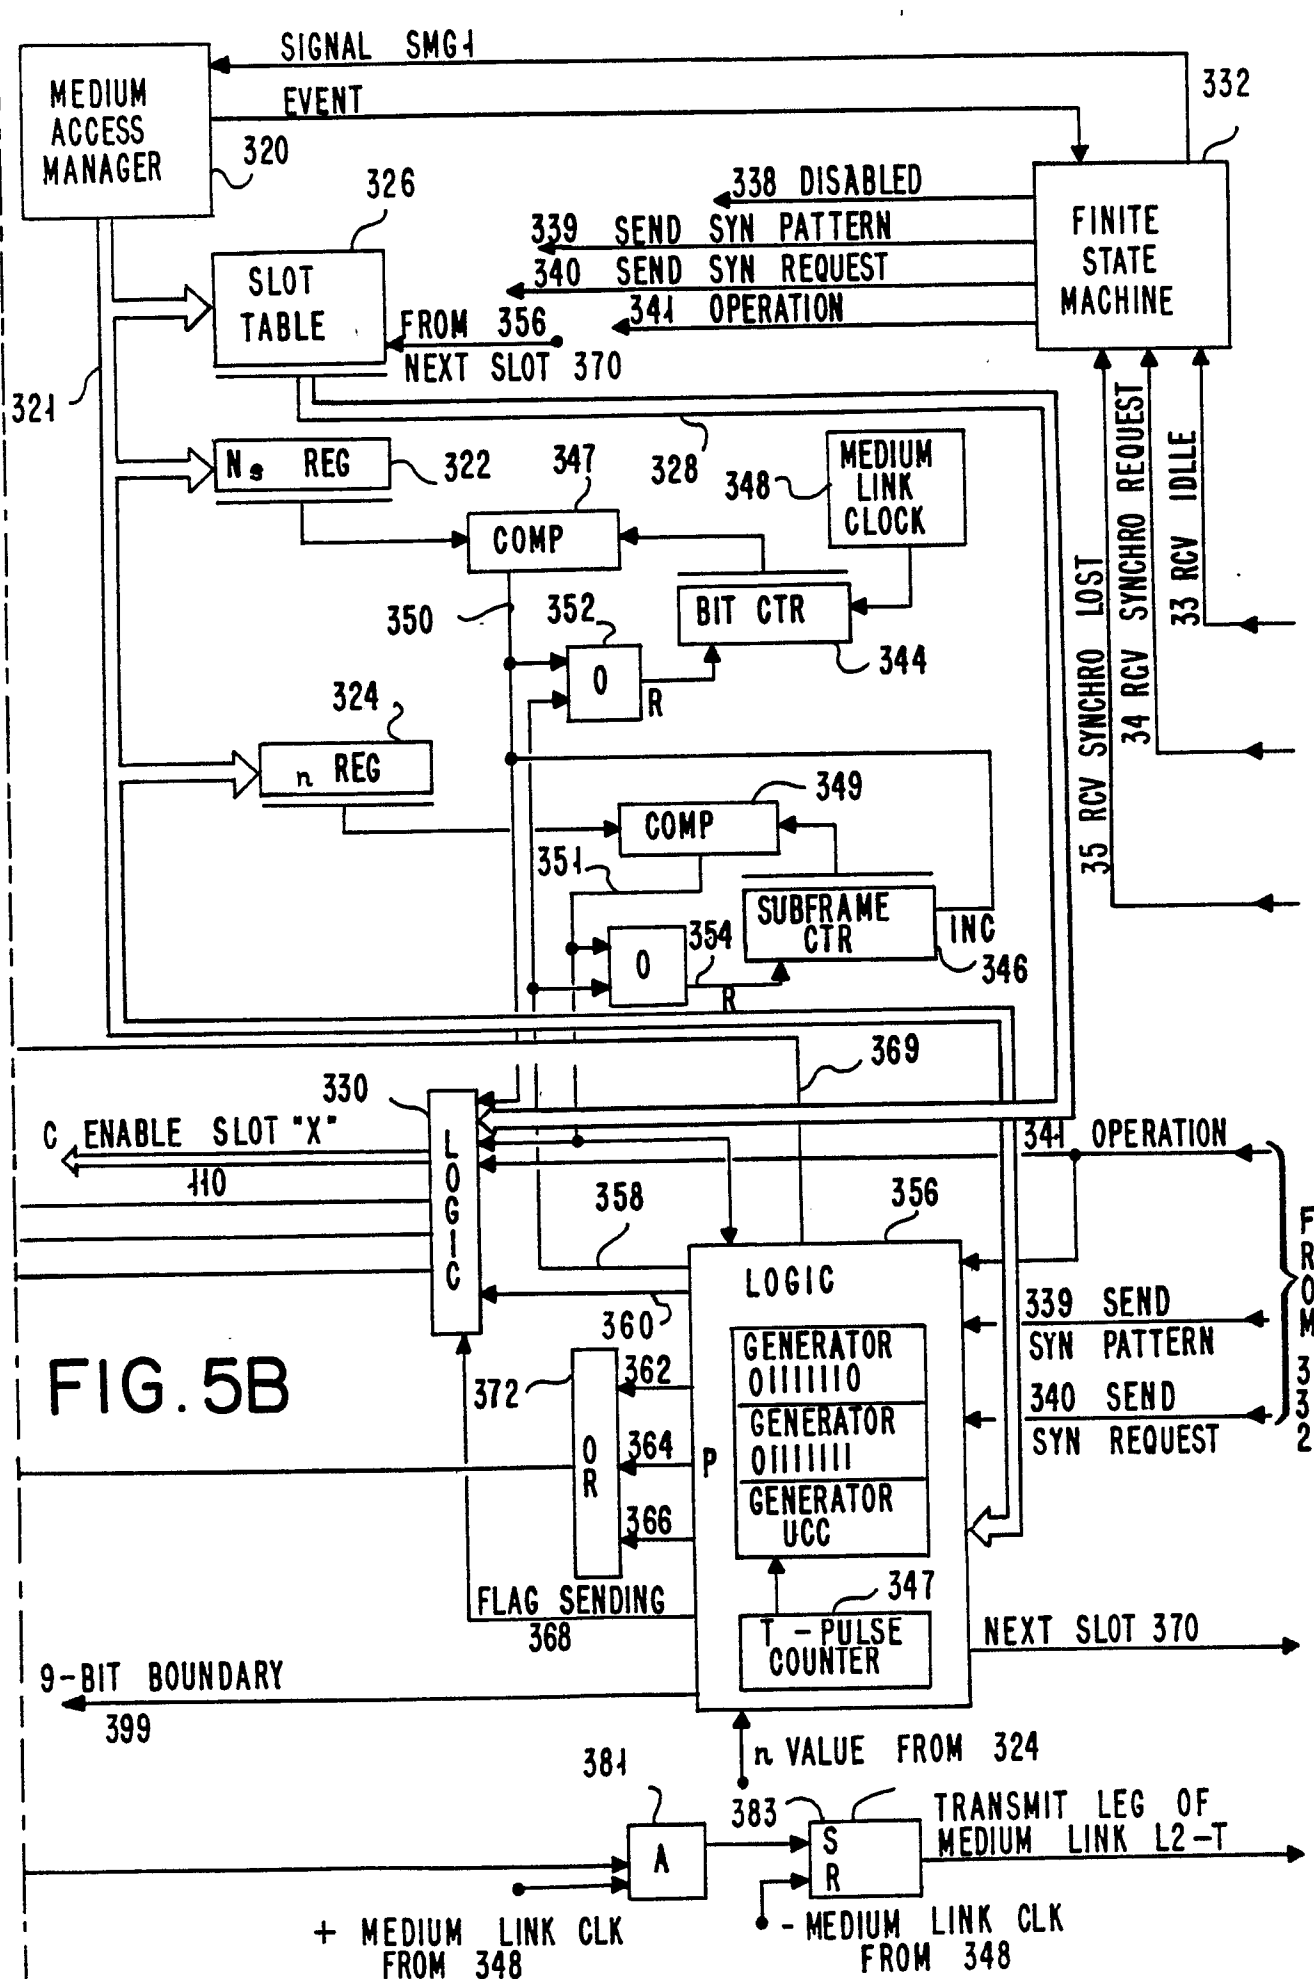 SIGNAL SMG1
332
MEDIUM
ACCESS
MANAGER
EVENT
320
326
338 DISABLED
339 SEND SYN PATTERN
340 SEND SYN REQUEST
341 OPERATION
FINITE
STATE
MACHINE
SLOT
TABLE
FROM 356
NEXT SLOT 370
321
Ns REG
322
347
328
348
MEDIUM
LINK
CLOCK
COMP
350
352
BIT CTR
344
O
R
35 RCV SYNCHRO LOST
34 RCV SYNCHRO REQUEST
33 RCV IDLLE
324
n REG
349
COMP
351
SUBFRAME
CTR
INC
346
O
354
R
369
330
C ENABLE SLOT "X"
110
LOGIC
341 OPERATION
358
356
LOGIC
360
339 SEND
SYN PATTERN
340 SEND
SYN REQUEST
FROM 332
FIG. 5B
372
OR
362
364
366
P
GENERATOR
01111110
GENERATOR
01111111
GENERATOR
UCC
347
T - PULSE
COUNTER
FLAG SENDING
368
NEXT SLOT 370
9-BIT BOUNDARY
399
n VALUE FROM 324
381
A
383
S
R
TRANSMIT LEG OF
MEDIUM LINK L2-T
+ MEDIUM LINK CLK
FROM 348
- MEDIUM LINK CLK
FROM 348